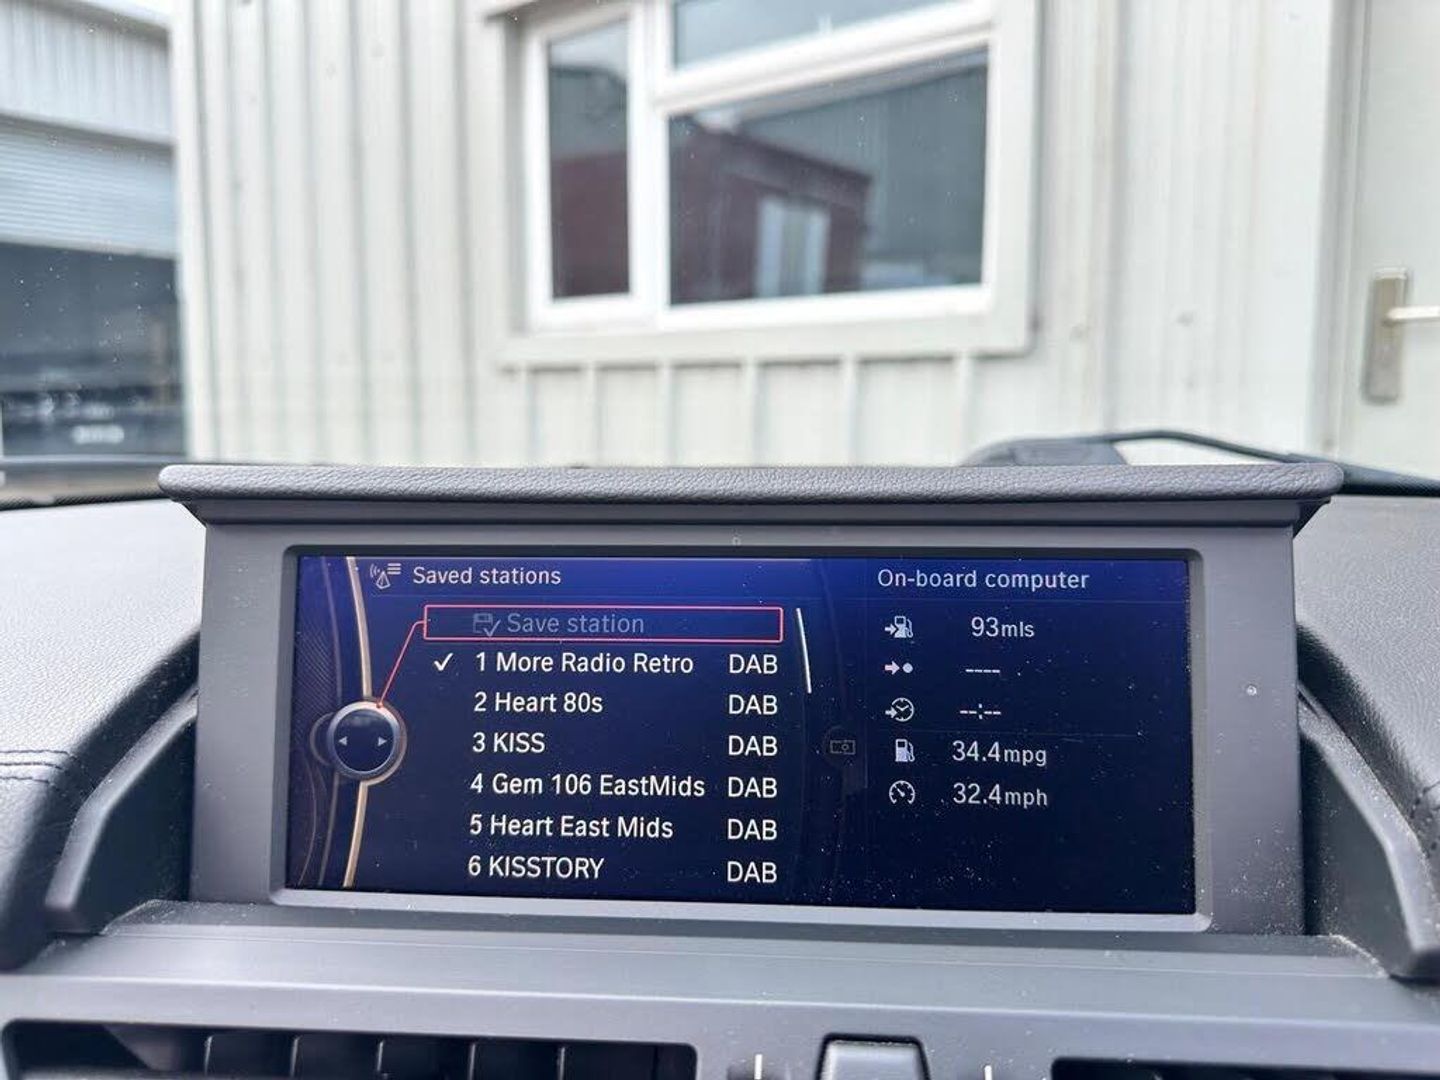 Saved stations
Save station
1 More Radio Retro DAB
2 Heart 80s DAB
3 KISS DAB
4 Gem 106 EastMids DAB
5 Heart East Mids DAB
6 KISSTORY DAB
On-board computer
93mls
----
--:--
34.4mpg
32.4mph